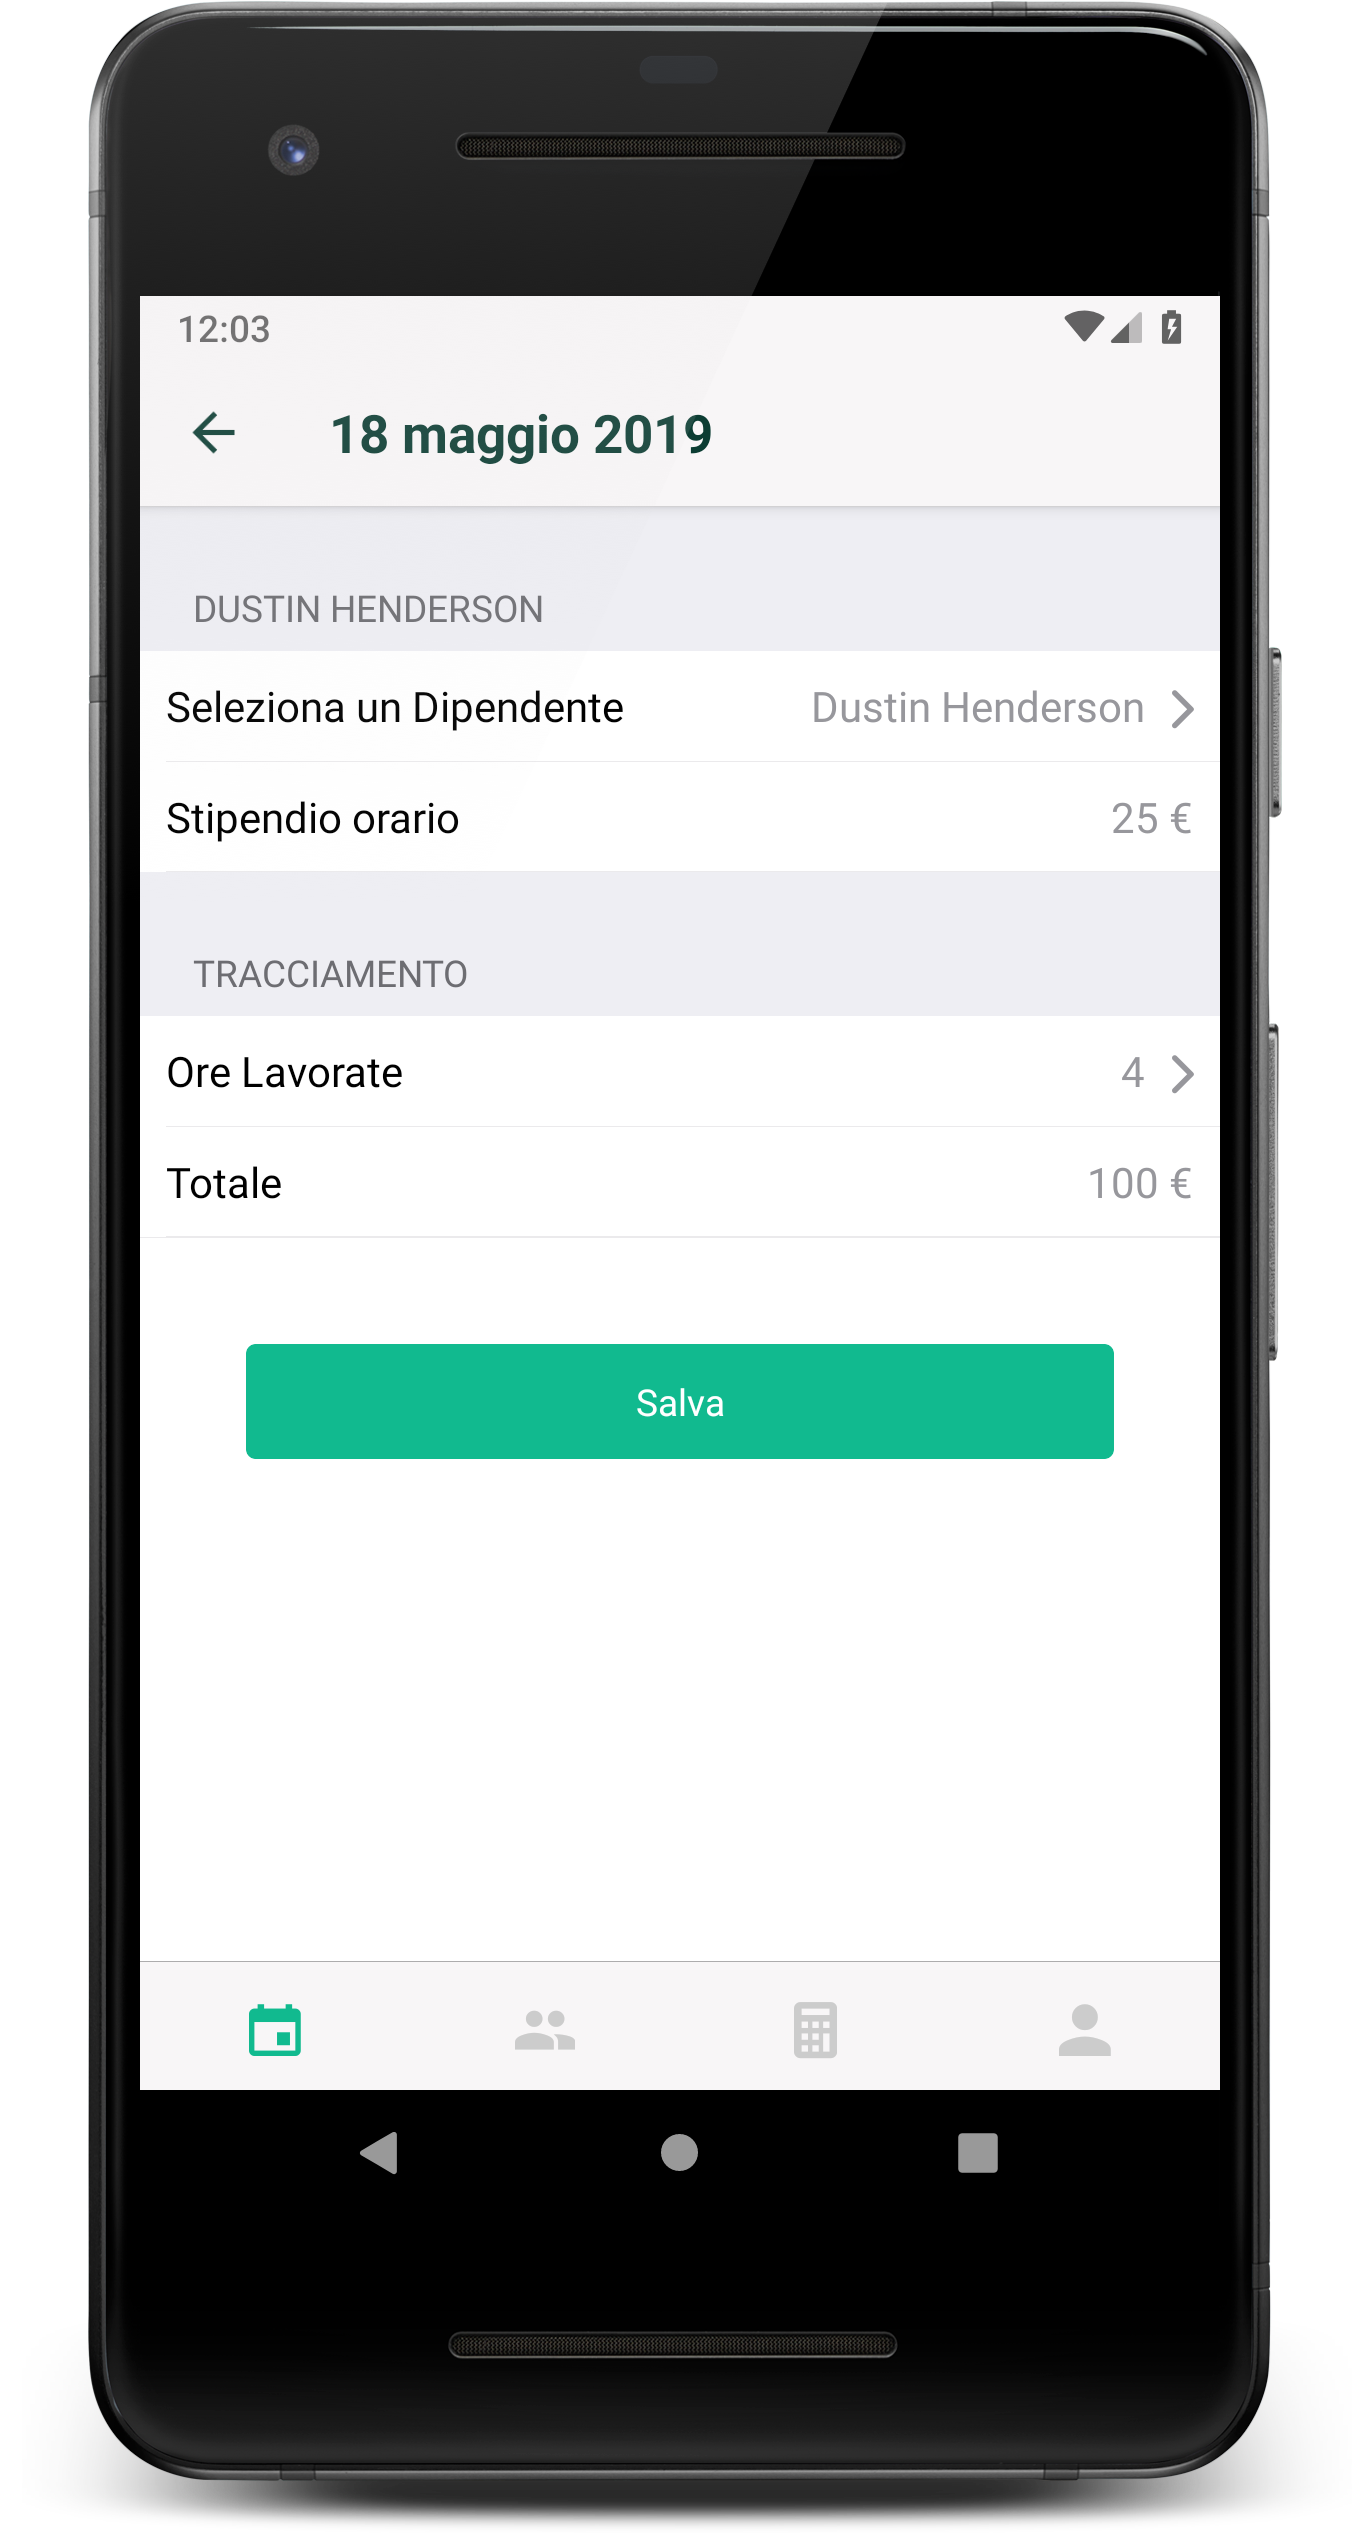 12:03
18 maggio 2019
DUSTIN HENDERSON
Seleziona un Dipendente Dustin Henderson
Stipendio orario 25 €
TRACCIAMENTO
Ore Lavorate 4
Totale 100 €
Salva